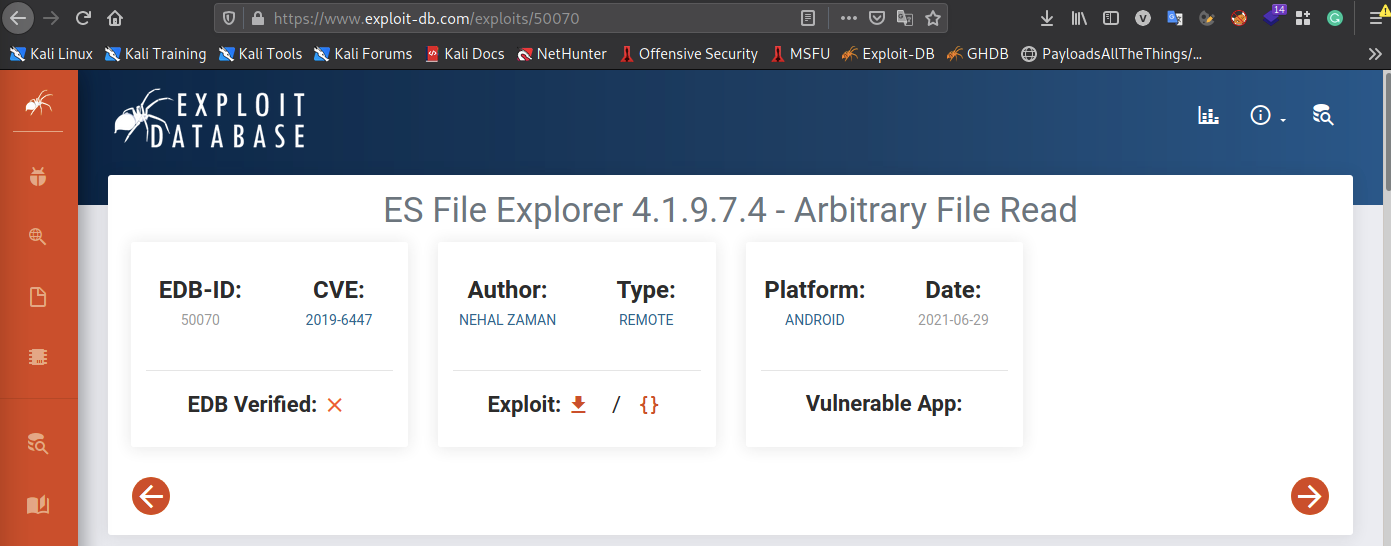 https://www.exploit-db.com/exploits/50070
14
Kali Linux Kali Training Kali Tools Kali Forums Kali Docs NetHunter Offensive Security MSFU Exploit-DB GHDB PayloadsAllTheThings/...
EXPLOIT
DATABASE
ES File Explorer 4.1.9.7.4 - Arbitrary File Read
EDB-ID: CVE: Author: Type: Platform: Date:
50070 2019-6447 NEHAL ZAMAN REMOTE ANDROID 2021-06-29
EDB Verified: Exploit: / {} Vulnerable App: